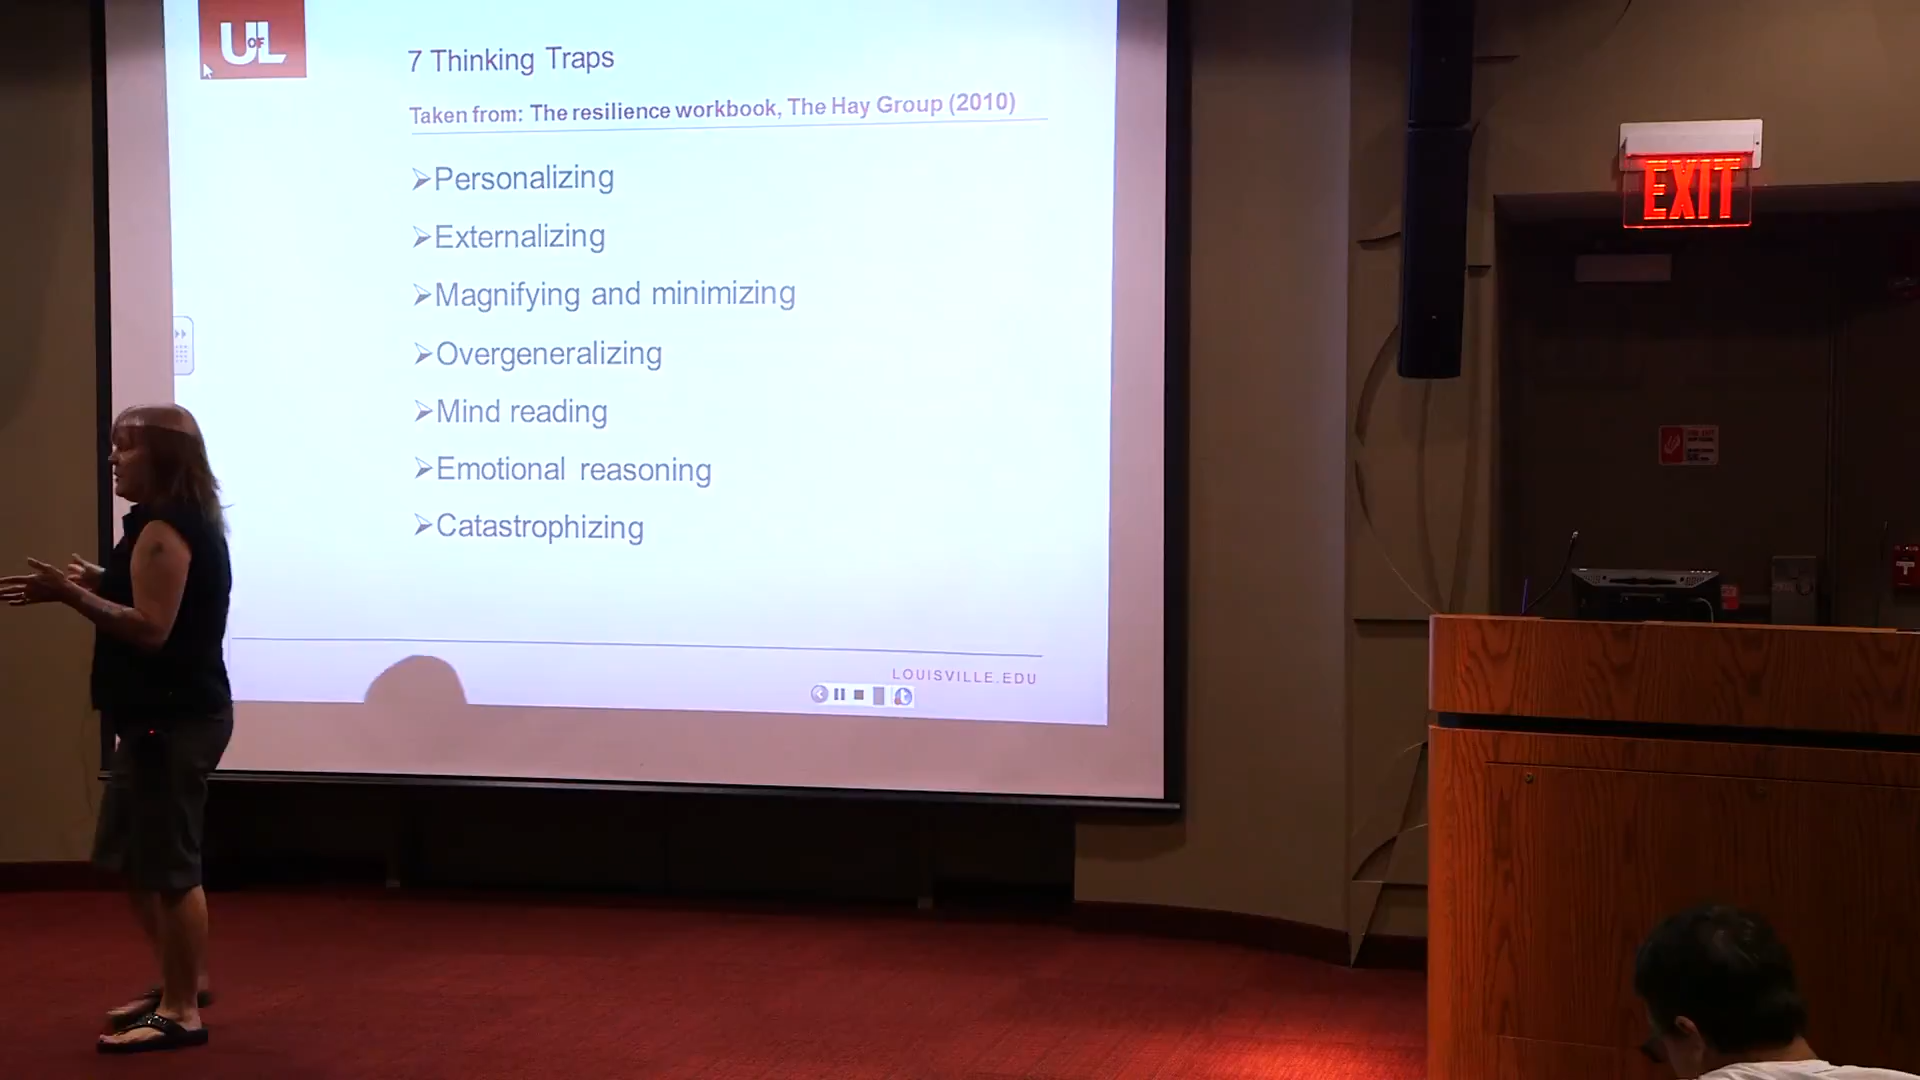 U OF L
7 Thinking Traps
Taken from: The resilience workbook, The Hay Group (2010)
➢Personalizing
➢Externalizing
➢Magnifying and minimizing
➢Overgeneralizing
➢Mind reading
➢Emotional reasoning
➢Catastrophizing
LOUISVILLE.EDU
EXIT